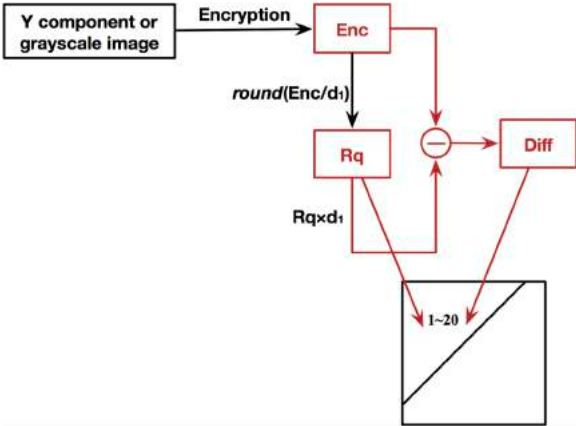 Y component or
grayscale image
Encryption
Enc
round(Enc/d₁)
Rq
—
Diff
Rq×d₁
1~20